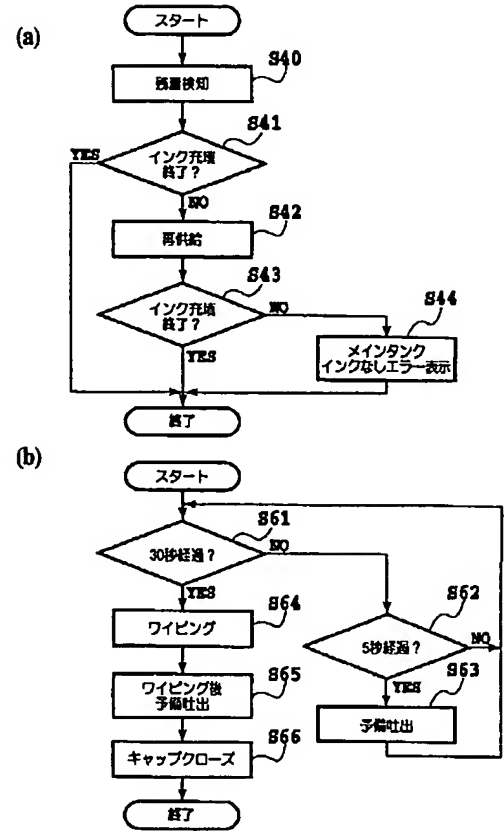 (a)
スタート
S40
残量検知
S41
YES
インク充填
終了?
NO
S42
再供給
S43
インク充填
終了?
NO
S44
YES
メインタンク
インクなしエラー表示
終了
(b)
スタート
S61
30秒経過?
NO
YES
S62
S64
ワイピング
5秒経過?
NO
S65
YES
S63
ワイピング後
予備吐出
予備吐出
S66
キャップクローズ
終了